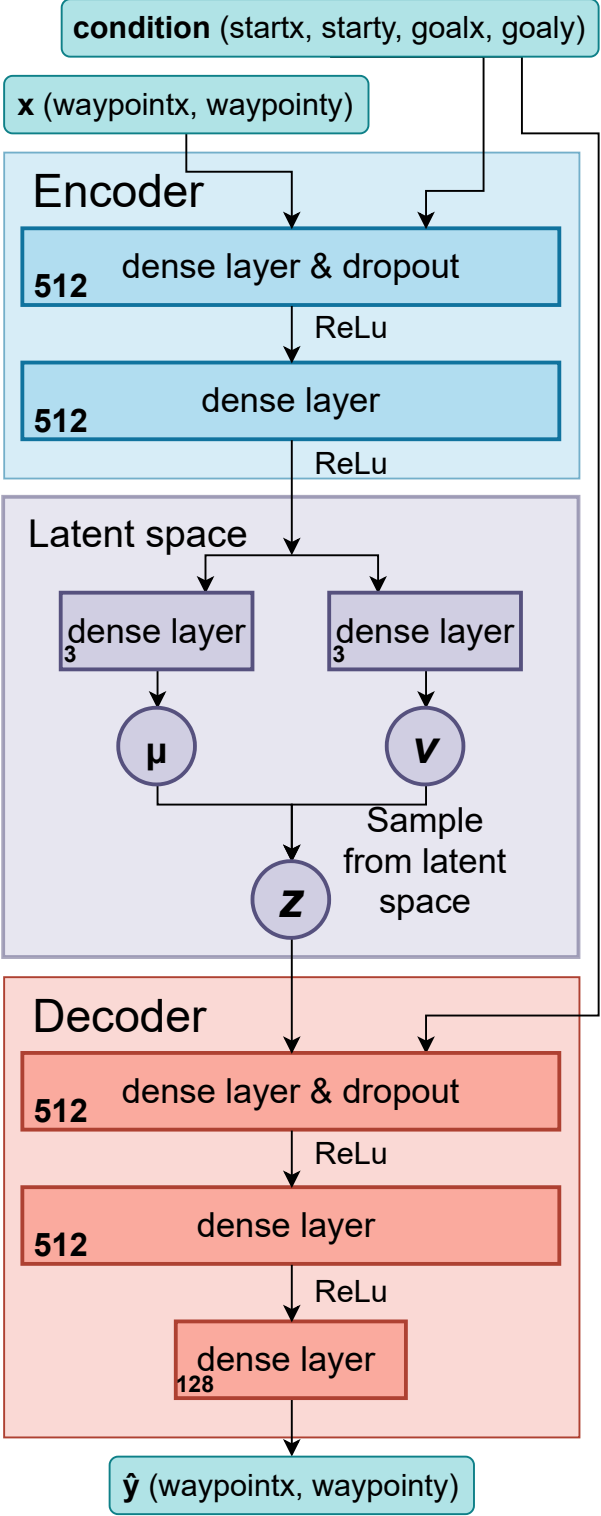 condition (startx, starty, goalx, goaly)
x (waypointx, waypointy)
Encoder
dense layer & dropout
512
ReLu
dense layer
512
ReLu
Latent space
dense layer
3
dense layer
3
μ
v
Sample
from latent
space
z
Decoder
dense layer & dropout
512
ReLu
dense layer
512
ReLu
dense layer
128
ŷ (waypointx, waypointy)